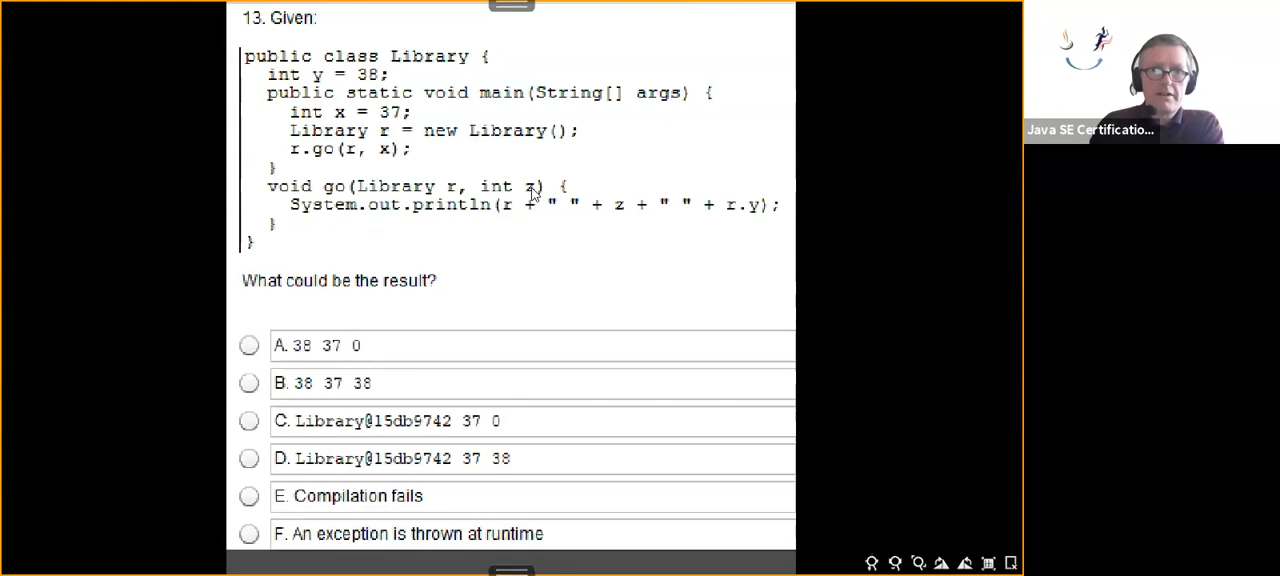 13. Given:
public class Library {
int y = 38;
public static void main(String[] args) {
int x = 37;
Library r = new Library();
r.go(r, x);
}
void go(Library r, int z) {
System.out.println(r + " " + z + " " + r.y);
}
}
What could be the result?
A. 38 37 0
B. 38 37 38
C. Library@15db9742 37 0
D. Library@15db9742 37 38
E. Compilation fails
F. An exception is thrown at runtime
Java SE Certificatio...